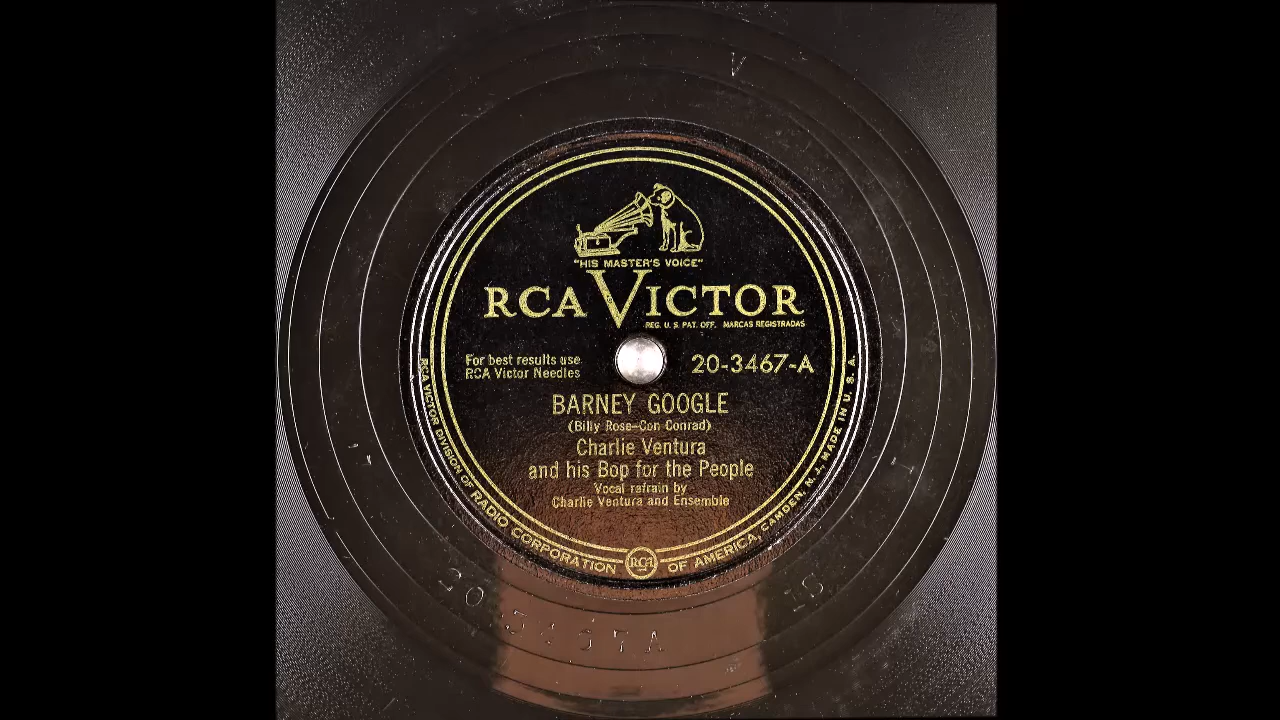 V
"HIS MASTER'S VOICE"
RCA VICTOR
REG. U. S. PAT. OFF. MARCAS REGISTRADAS
For best results use
RCA Victor Needles
20-3467-A
BARNEY GOOGLE
(Billy Rose-Con Conrad)
Charlie Ventura
and his Bop for the People
Vocal refrain by
Charlie Ventura and Ensemble
RCA VICTOR DIVISION OF RADIO CORPORATION RCA OF AMERICA, CAMDEN, N. J., MADE IN U. S. A.
20 3467A